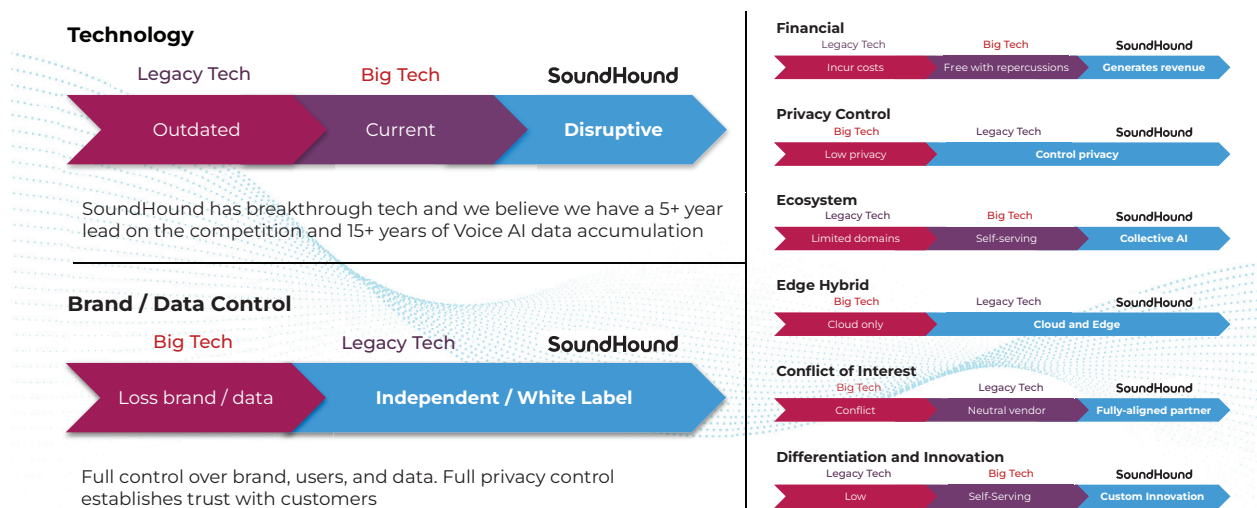 Technology
Legacy Tech Big Tech SoundHound
Outdated Current Disruptive
SoundHound has breakthrough tech and we believe we have a 5+ year
lead on the competition and 15+ years of Voice AI data accumulation
Brand / Data Control
Big Tech Legacy Tech SoundHound
Loss brand / data Independent / White Label
Full control over brand, users, and data. Full privacy control
establishes trust with customers
Financial
Legacy Tech Big Tech SoundHound
Incur costs Free with repercussions Generates revenue
Privacy Control
Big Tech Legacy Tech SoundHound
Low privacy Control privacy
Ecosystem
Legacy Tech Big Tech SoundHound
Limited domains Self-serving Collective AI
Edge Hybrid
Big Tech Legacy Tech SoundHound
Cloud only Cloud and Edge
Conflict of Interest
Big Tech Legacy Tech SoundHound
Conflict Neutral vendor Fully-aligned partner
Differentiation and Innovation
Legacy Tech Big Tech SoundHound
Low Self-Serving Custom Innovation